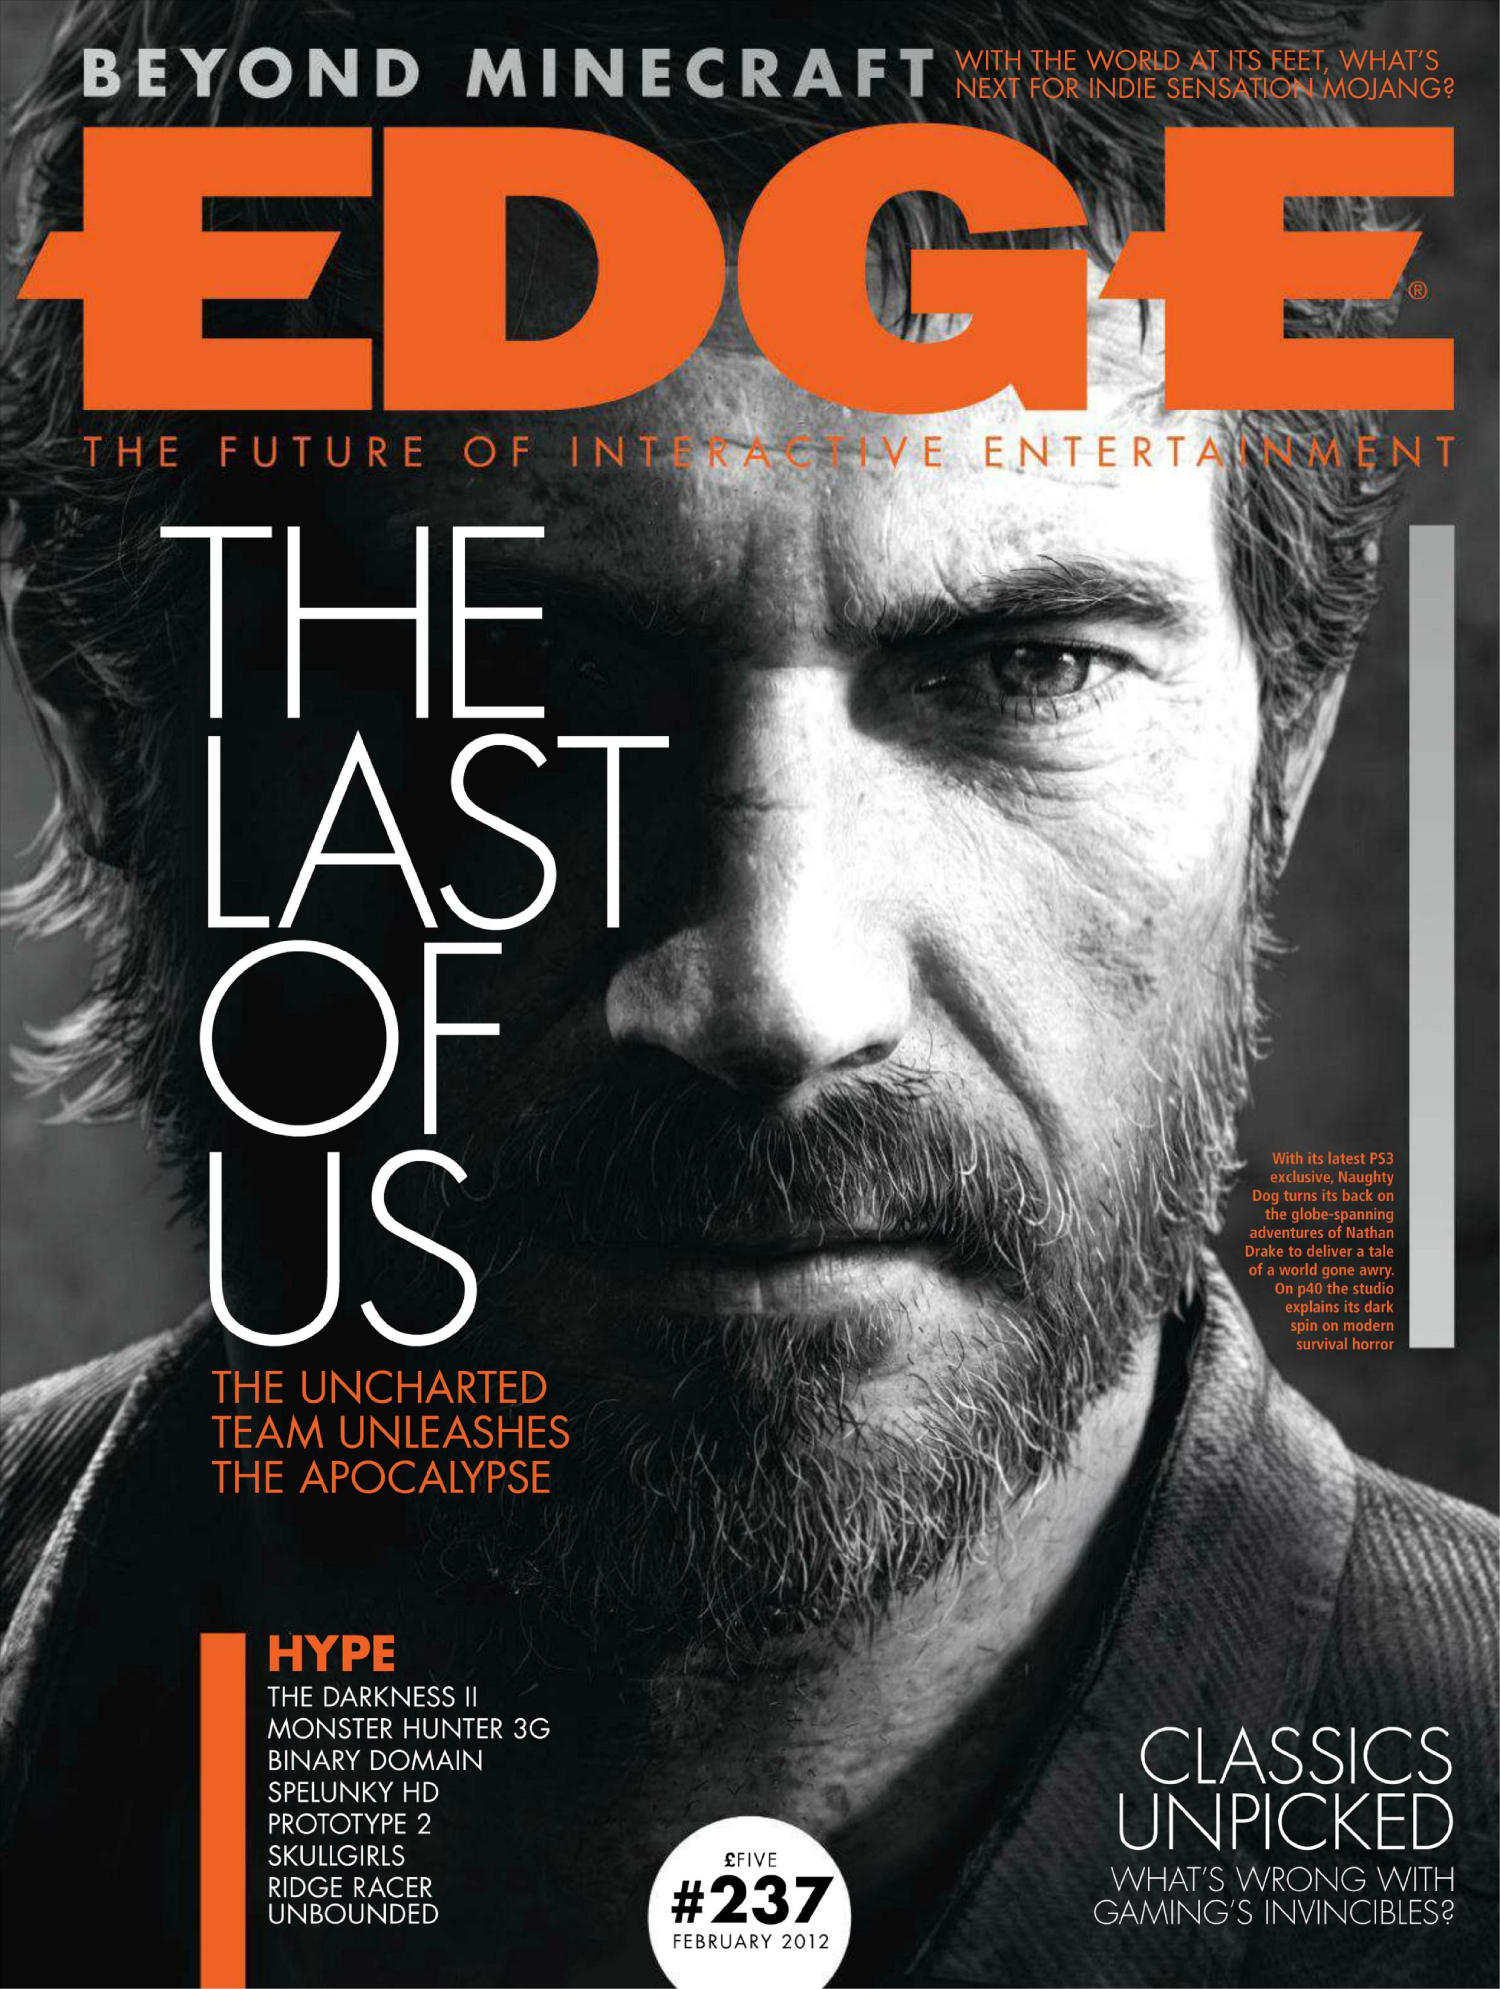 BEYOND MINECRAFT
WITH THE WORLD AT ITS FEET, WHAT'S
NEXT FOR INDIE SENSATION MOJANG?
EDGE®
THE FUTURE OF INTERACTIVE ENTERTAINMENT
THE
LAST
OF
US
THE UNCHARTED
TEAM UNLEASHES
THE APOCALYPSE
With its latest PS3
exclusive, Naughty
Dog turns its back on
the globe-spanning
adventures of Nathan
Drake to deliver a tale
of a world gone awry.
On p40 the studio
explains its dark
spin on modern
survival horror
HYPE
THE DARKNESS II
MONSTER HUNTER 3G
BINARY DOMAIN
SPELUNKY HD
PROTOTYPE 2
SKULLGIRLS
RIDGE RACER
UNBOUNDED
£FIVE
#237
FEBRUARY 2012
CLASSICS
UNPICKED
WHAT'S WRONG WITH
GAMING'S INVINCIBLES?